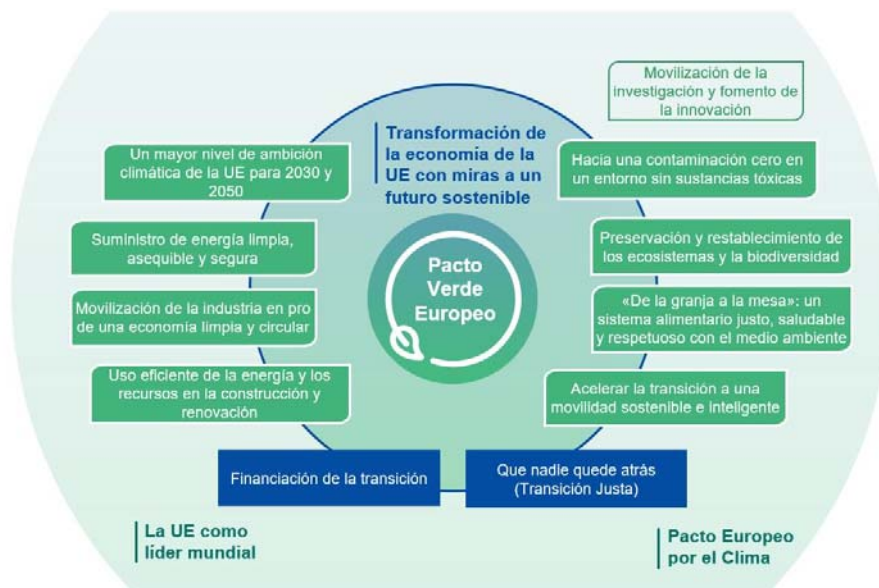 Movilización de la
investigación y fomento de
la innovación
Transformación de
la economía de la
UE con miras a un
futuro sostenible
Un mayor nivel de ambición
climática de la UE para 2030 y
2050
Hacia una contaminación cero en
un entorno sin sustancias tóxicas
Suministro de energía limpia,
asequible y segura
Preservación y restablecimiento de
los ecosistemas y la biodiversidad
Pacto
Verde
Europeo
Movilización de la industria en pro
de una economía limpia y circular
«De la granja a la mesa»: un
sistema alimentario justo, saludable
y respetuoso con el medio ambiente
Uso eficiente de la energía y los
recursos en la construcción y
renovación
Acelerar la transición a una
movilidad sostenible e inteligente
Financiación de la transición
Que nadie quede atrás
(Transición Justa)
La UE como
líder mundial
Pacto Europeo
por el Clima